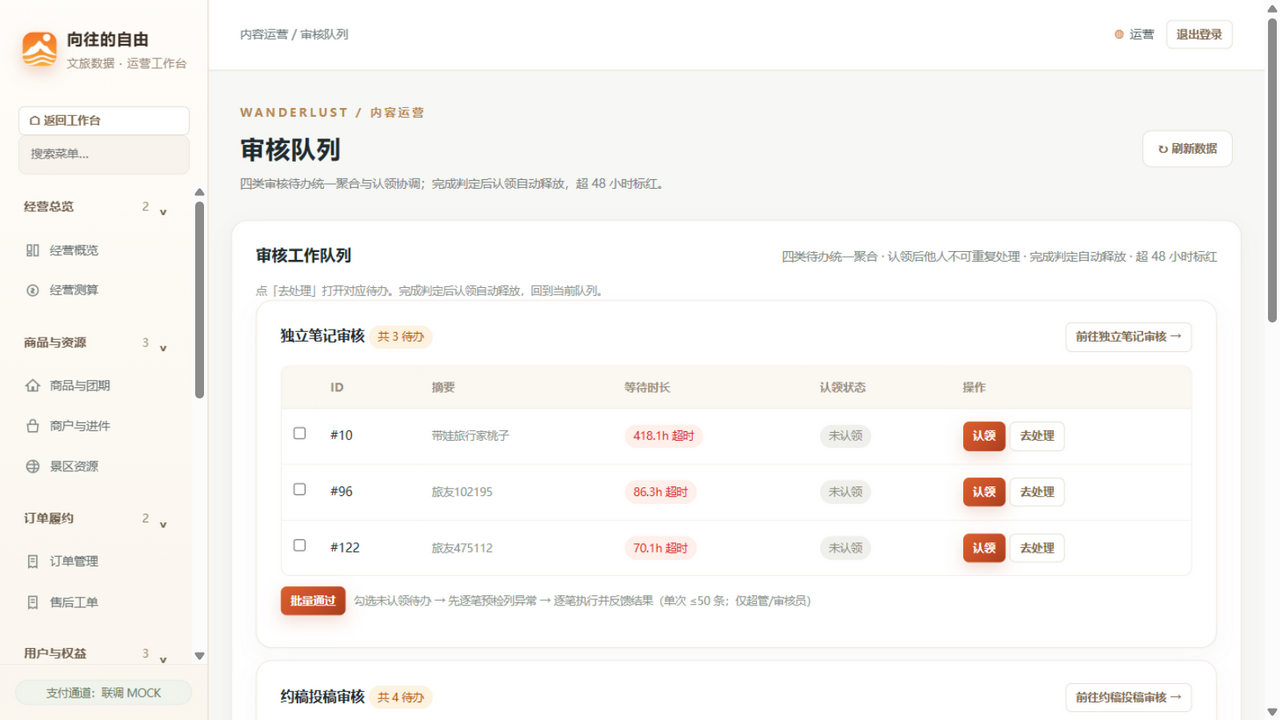 向往的自由
文旅数据 · 运营工作台
返回工作台
搜索菜单...
经营总览 2
经营概览
经营测算
商品与资源 3
商品与团期
商户与进件
景区资源
订单履约 2
订单管理
售后工单
用户与权益 3
支付通道：联调 MOCK
内容运营 / 审核队列
运营 退出登录
WANDERLUST / 内容运营
审核队列
↻ 刷新数据
四类审核待办统一聚合与认领协调；完成判定后认领自动释放，超 48 小时标红。
审核工作队列
四类待办统一聚合 · 认领后他人不可重复处理 · 完成判定自动释放 · 超 48 小时标红
点「去处理」打开对应待办。完成判定后认领自动释放，回到当前队列。
独立笔记审核 共 3 待办 前往独立笔记审核 →
ID 摘要 等待时长 认领状态 操作
#10 带娃旅行家桃子 418.1h 超时 未认领 认领 去处理
#96 旅友102195 86.3h 超时 未认领 认领 去处理
#122 旅友475112 70.1h 超时 未认领 认领 去处理
批量通过 勾选未认领待办 → 先逐笔预检列异常 → 逐笔执行并反馈结果（单次 ≤50 条；仅超管/审核员）
约稿投稿审核 共 4 待办 前往约稿投稿审核 →